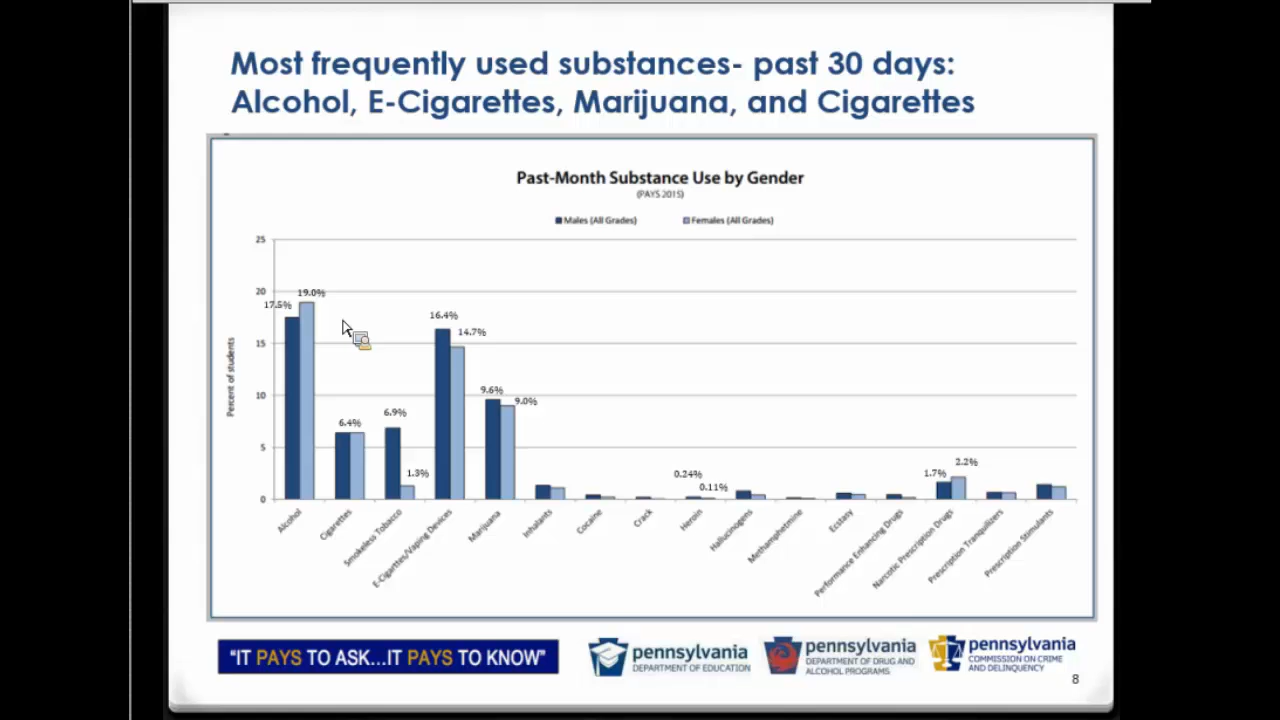 Most frequently used substances- past 30 days:
Alcohol, E-Cigarettes, Marijuana, and Cigarettes
Past-Month Substance Use by Gender
(PAYS 2015)
Males (All Grades) Females (All Grades)
Percent of students
25
20
15
10
5
0
17.5% 19.0%
6.4%
6.9% 1.3%
16.4% 14.7%
9.6% 9.0%
0.24% 0.11%
1.7% 2.2%
Alcohol
Cigarettes
Smokeless Tobacco
E-Cigarttes/Vaping Devices
Marijuana
Inhalants
Cocaine
Crack
Heroin
Hallucinogens
Methamphetmine
Ecstasy
Performance Enhancing Drugs
Narcotic Prescription Drugs
Prescription Tranquilizers
Prescription Stimulants
“IT PAYS TO ASK...IT PAYS TO KNOW”
pennsylvania
DEPARTMENT OF EDUCATION
pennsylvania
DEPARTMENT OF DRUG AND
ALCOHOL PROGRAMS
pennsylvania
COMMISSION ON CRIME
AND DELINQUENCY
8